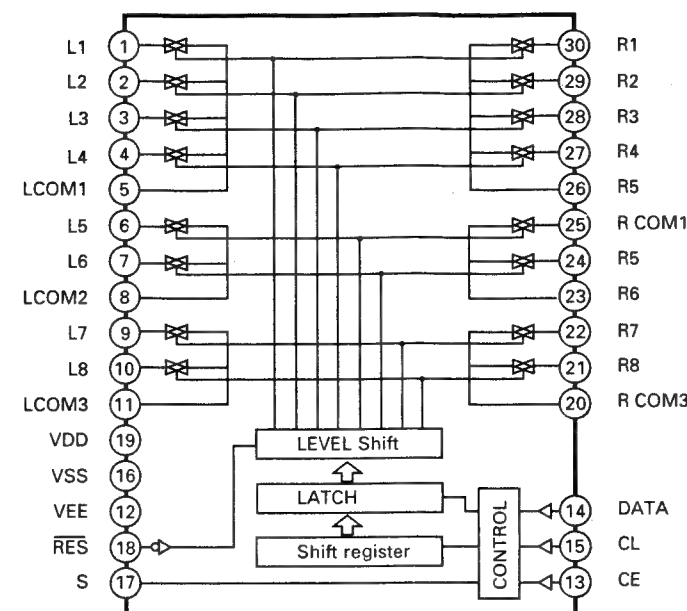 L1 1 30 R1
L2 2 29 R2
L3 3 28 R3
L4 4 27 R4
LCOM1 5 26 R5
L5 6 25 R COM1
L6 7 24 R5
LCOM2 8 23 R6
L7 9 22 R7
L8 10 21 R8
LCOM3 11 20 R COM3
VDD 19 LEVEL Shift
VSS 16
VEE 12 LATCH 14 DATA
RES 18 Shift register CONTROL 15 CL
S 17 13 CE